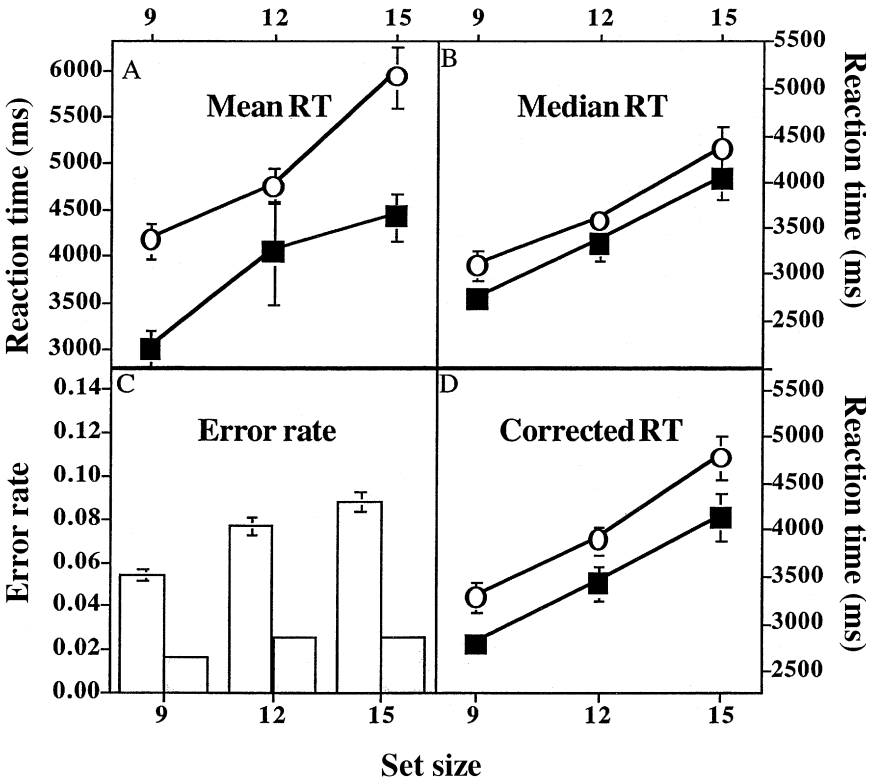 9 12 15
A
Mean RT
6000
5500
5000
4500
4000
3500
3000
Reaction time (ms)
B
Median RT
5500
5000
4500
4000
3500
3000
2500
Reaction time (ms)
C
Error rate
0.14
0.12
0.10
0.08
0.06
0.04
0.02
0.00
Error rate
D
Corrected RT
5500
5000
4500
4000
3500
3000
2500
Reaction time (ms)
9 12 15
9 12 15
9 12 15
Set size